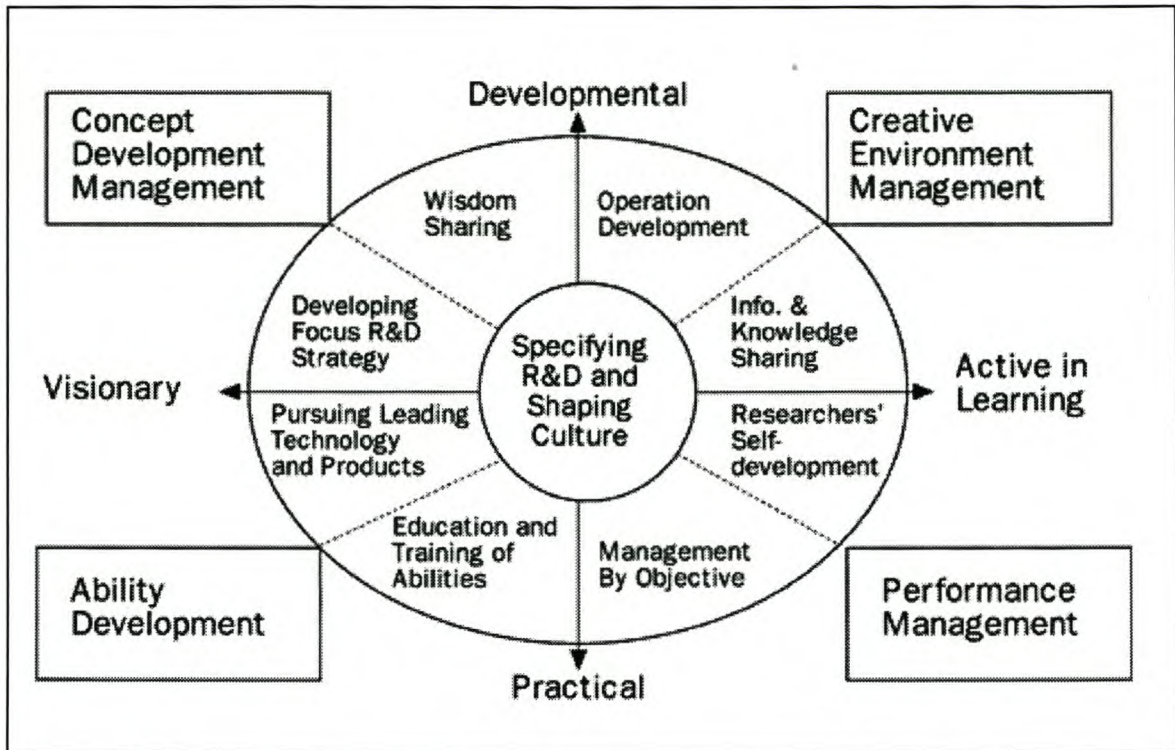 Developmental
Concept
Development
Management
Creative
Environment
Management
Wisdom
Sharing
Operation
Development
Developing
Focus R&D
Strategy
Info. &
Knowledge
Sharing
Specifying
R&D and
Shaping
Culture
Visionary
Active in
Learning
Pursuing Leading
Technology
and Products
Researchers'
Self-
development
Education and
Training of
Abilities
Management
By Objective
Ability
Development
Performance
Management
Practical